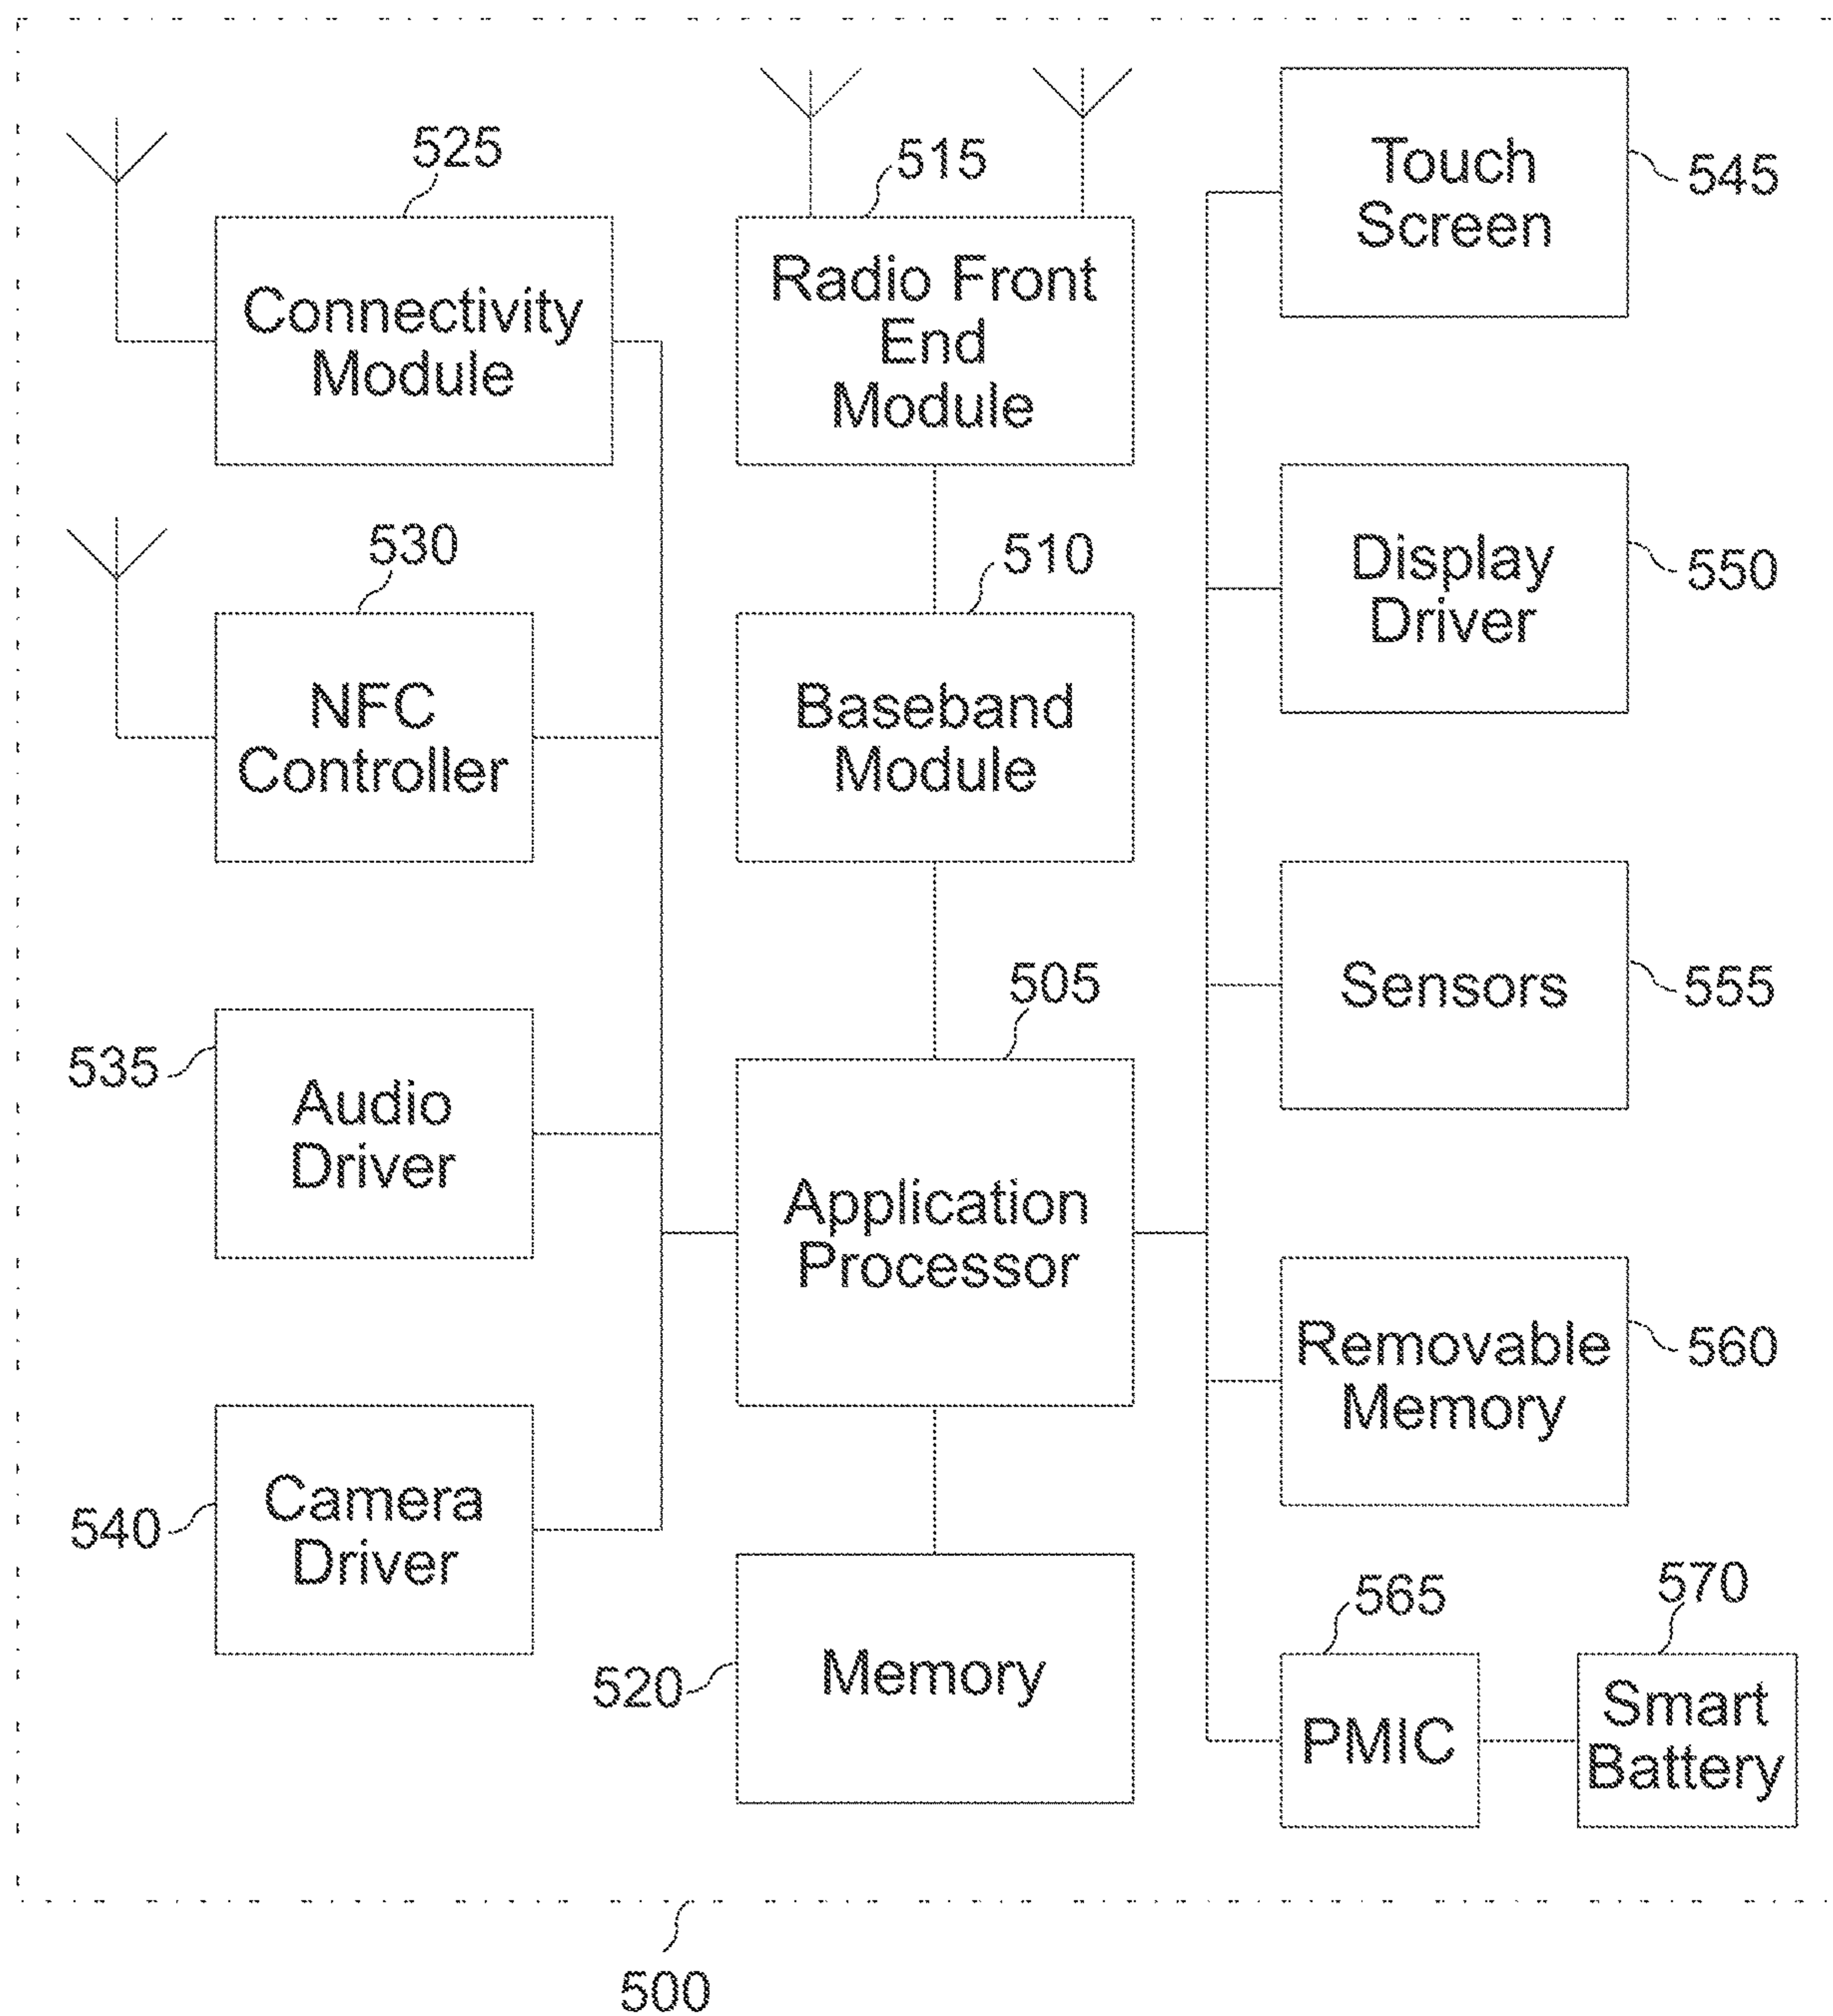 525
Connectivity
Module
515
Radio Front
End
Module
Touch
Screen
545
530
NFC
Controller
510
Baseband
Module
Display
Driver
550
535
Audio
Driver
505
Application
Processor
Sensors
555
540
Camera
Driver
520
Memory
Removable
Memory
560
565
PMIC
570
Smart
Battery
500